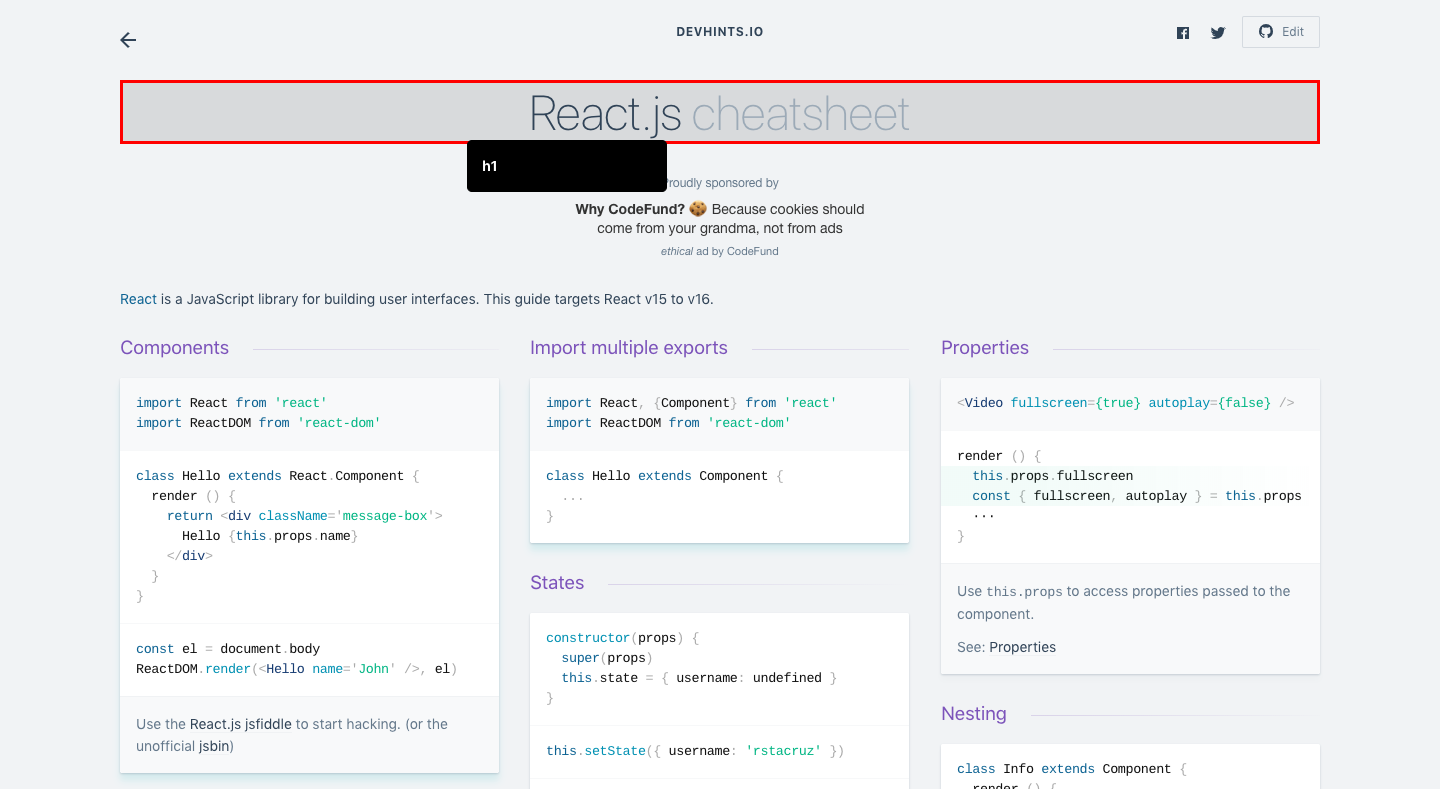 DEVHINTS.IO
Edit
React.js cheatsheet
h1
roudly sponsored by
Why CodeFund? 🍪 Because cookies should
come from your grandma, not from ads
ethical ad by CodeFund
React is a JavaScript library for building user interfaces. This guide targets React v15 to v16.
Components
import React from 'react'
import ReactDOM from 'react-dom'
class Hello extends React.Component {
  render () {
    return <div className='message-box'>
      Hello {this.props.name}
    </div>
  }
}
const el = document.body
ReactDOM.render(<Hello name='John' />, el)
Use the React.js jsfiddle to start hacking. (or the
unofficial jsbin)
Import multiple exports
import React, {Component} from 'react'
import ReactDOM from 'react-dom'
class Hello extends Component {
  ...
}
States
constructor(props) {
  super(props)
  this.state = { username: undefined }
}
this.setState({ username: 'rstacruz' })
Properties
<Video fullscreen={true} autoplay={false} />
render () {
  this.props.fullscreen
  const { fullscreen, autoplay } = this.props
  ...
}
Use this.props to access properties passed to the
component.
See: Properties
Nesting
class Info extends Component {
  render () {